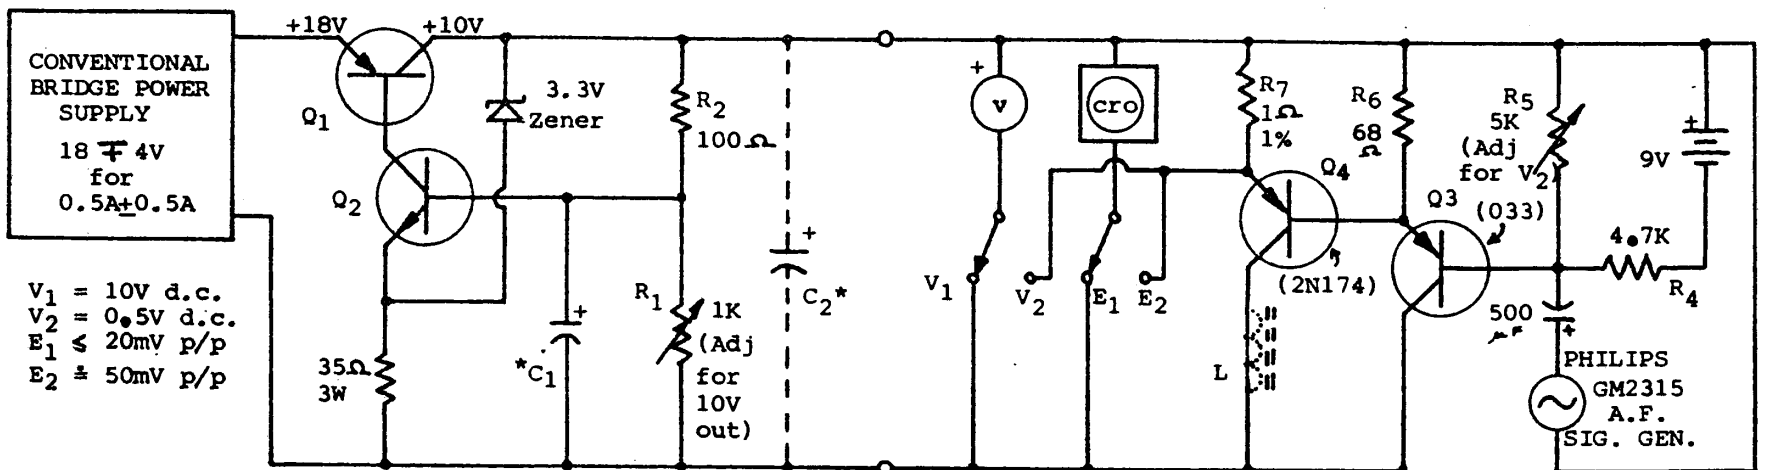 CONVENTIONAL
BRIDGE POWER
SUPPLY
18 ∓ 4V
for
0.5A±0.5A
+18V
+10V
Q1
3.3V
Zener
R2
100Ω
Q2
V1 = 10V d.c.
V2 = 0.5V d.c.
E1 ≤ 20mV p/p
E2 ≐ 50mV p/p
35Ω
3W
+
*C1
R1
1K
(Adj
for
10V
out)
+
C2*
+
v
cro
V1
V2
E1
E2
R7
1Ω
1%
Q4
(2N174)
L
R6
68
Ω
Q3
(033)
R5
5K
(Adj
for V2)
+
9V
4.7K
R4
500
μF
+
PHILIPS
GM2315
A.F.
SIG. GEN.